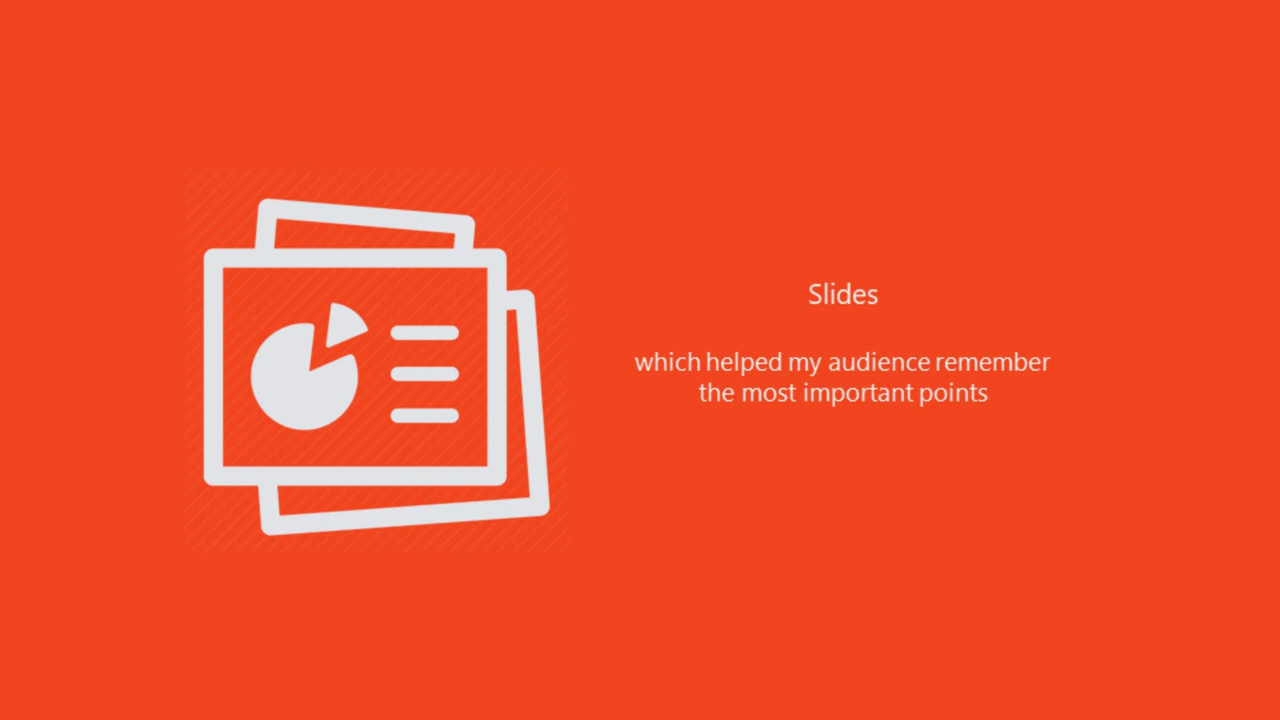 Slides
which helped my audience remember
the most important points